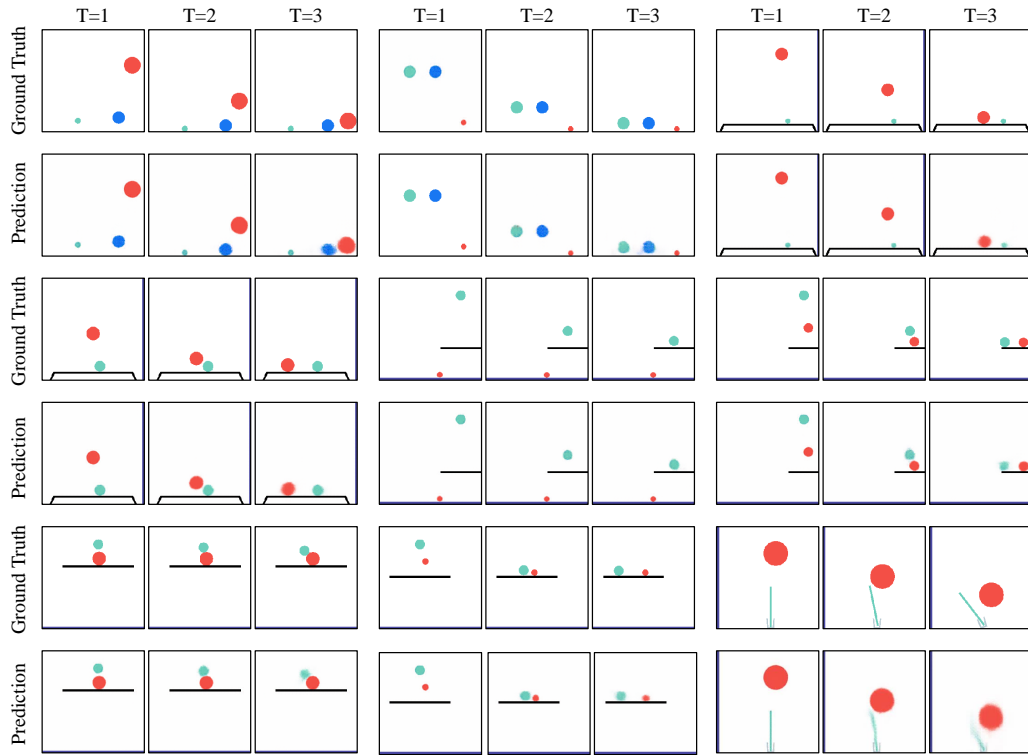 T=1 T=2 T=3 T=1 T=2 T=3 T=1 T=2 T=3
Ground Truth
Prediction
Ground Truth
Prediction
Ground Truth
Prediction